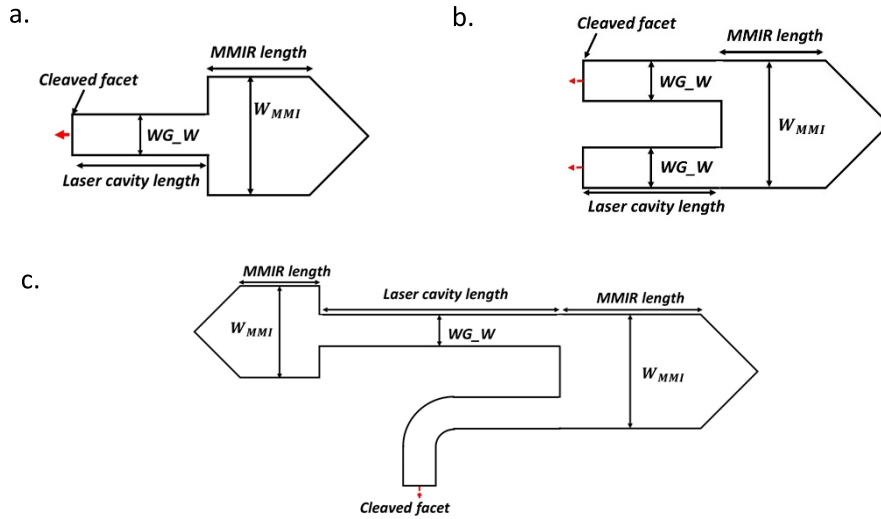 a.
MMIR length
Cleaved facet
WG_W
W_MMI
Laser cavity length
b.
Cleaved facet
MMIR length
WG_W
W_MMI
WG_W
Laser cavity length
c.
MMIR length
Laser cavity length
MMIR length
W_MMI
WG_W
W_MMI
Cleaved facet